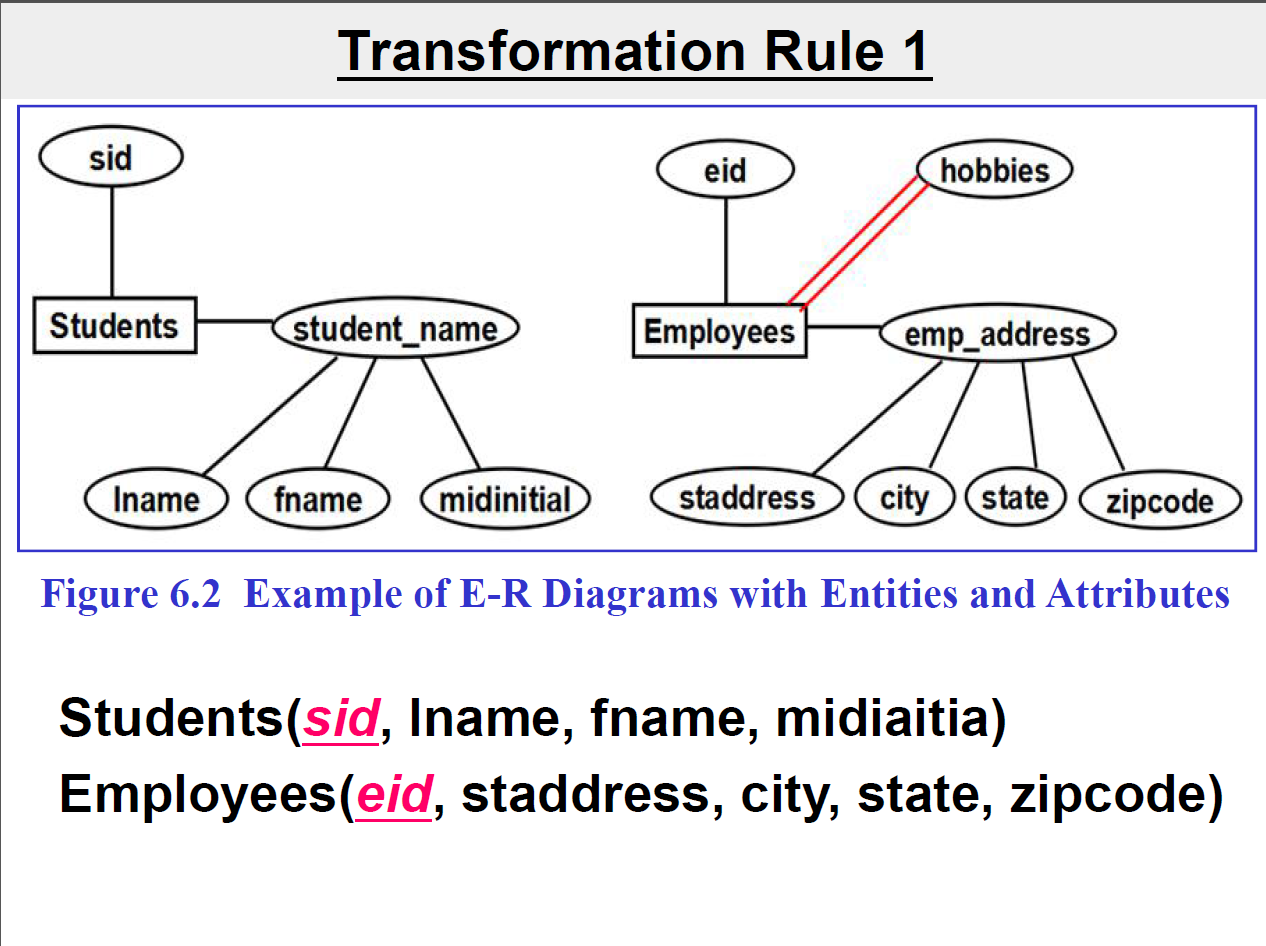 Transformation Rule 1
sid
eid
hobbies
Students
student_name
Employees
emp_address
lname
fname
midinitial
staddress
city
state
zipcode
Figure 6.2 Example of E-R Diagrams with Entities and Attributes
Students(sid, lname, fname, midiaitia)
Employees(eid, staddress, city, state, zipcode)